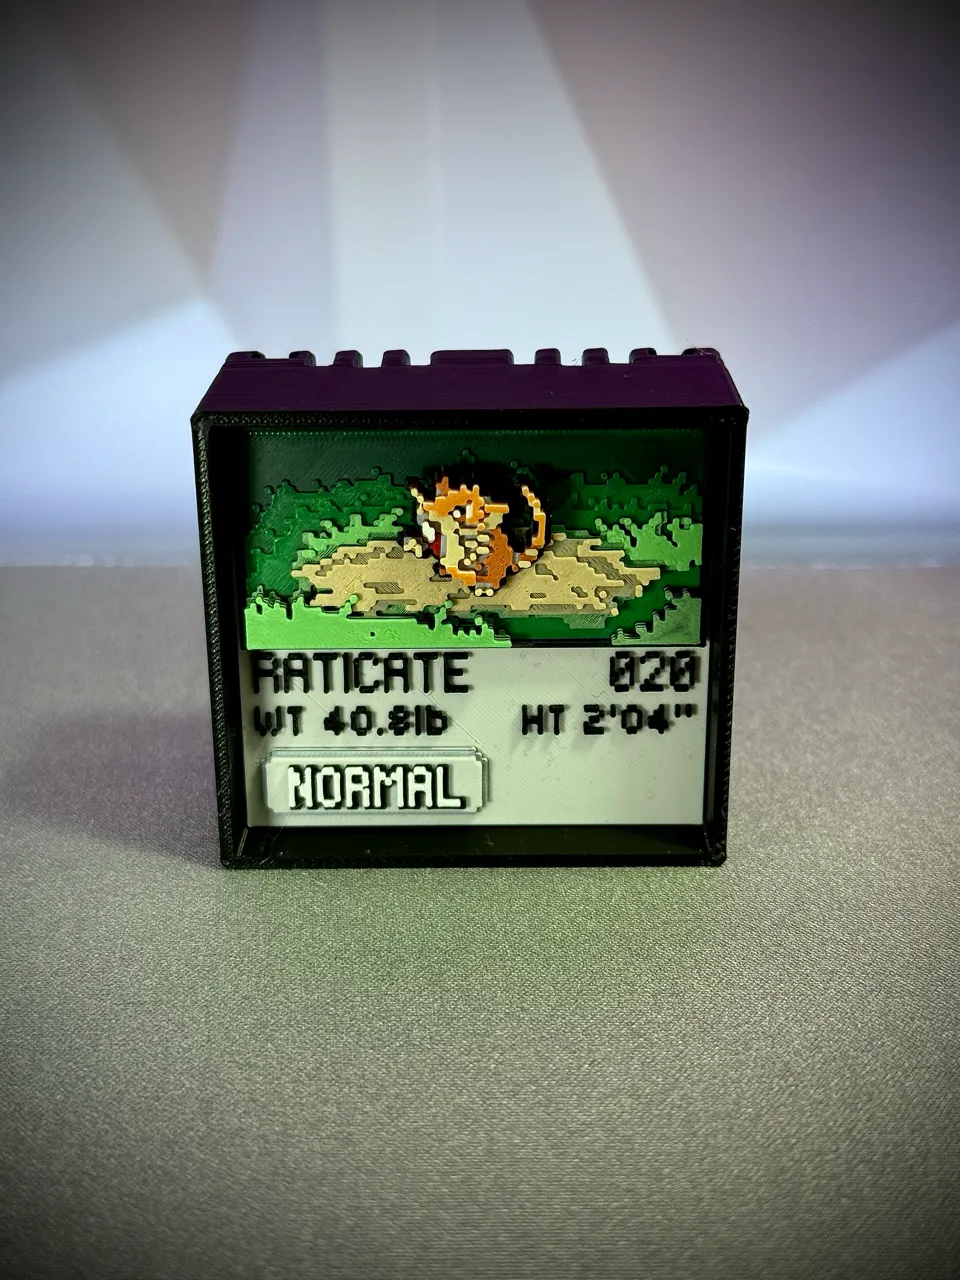 RATICATE 020
WT 40.8lb HT 2'04"
NORMAL